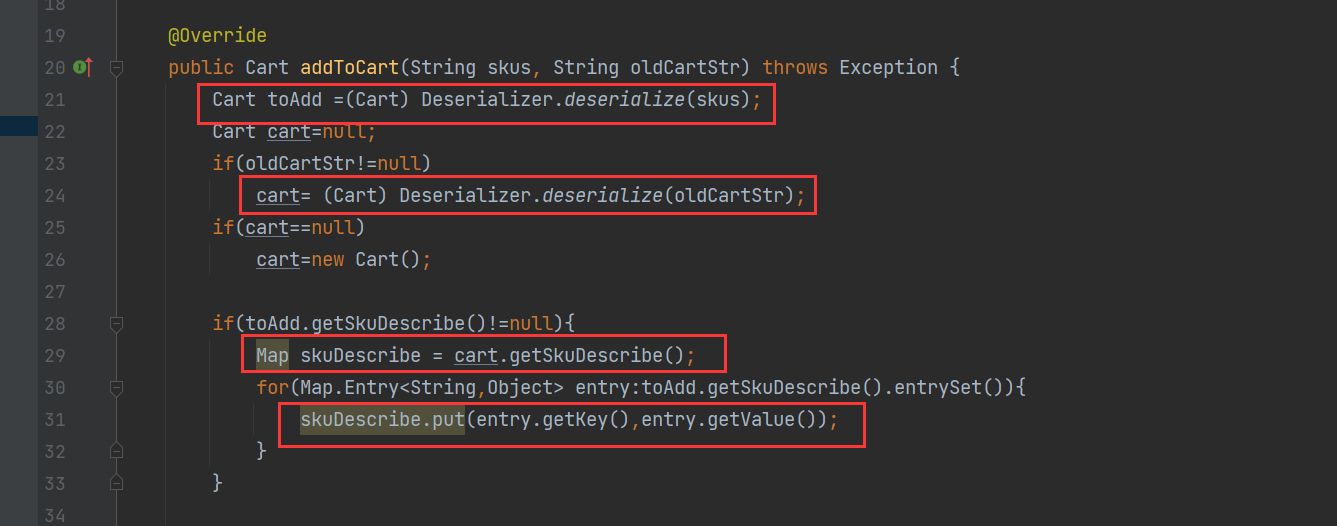 18
19 @Override
20 public Cart addToCart(String skus, String oldCartStr) throws Exception {
21 Cart toAdd =(Cart) Deserializer.deserialize(skus);
22 Cart cart=null;
23 if(oldCartStr!=null)
24 cart= (Cart) Deserializer.deserialize(oldCartStr);
25 if(cart==null)
26 cart=new Cart();
27
28 if(toAdd.getSkuDescribe()!=null){
29 Map skuDescribe = cart.getSkuDescribe();
30 for(Map.Entry<String,Object> entry:toAdd.getSkuDescribe().entrySet()){
31 skuDescribe.put(entry.getKey(),entry.getValue());
32 }
33 }
34